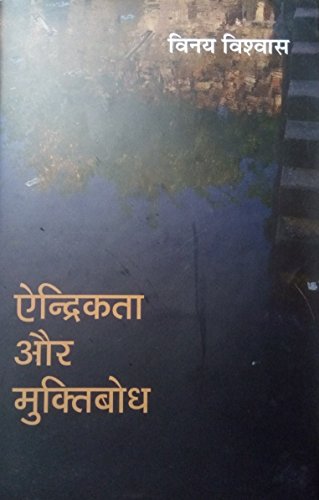 विनय विश्‍वास
ऐन्द्रिकता
और
मुक्तिबोध